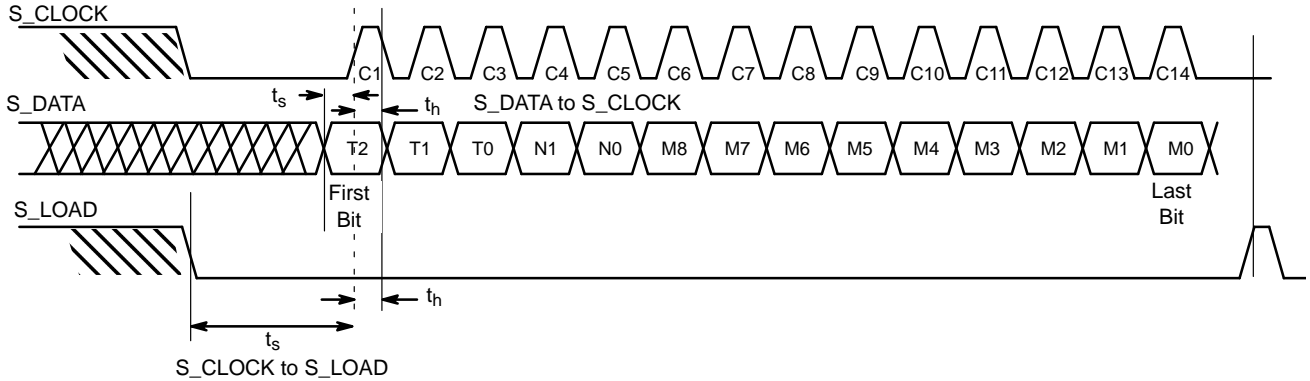 S_CLOCK
C1 C2 C3 C4 C5 C6 C7 C8 C9 C10 C11 C12 C13 C14
ts
S_DATA
th
S_DATA to S_CLOCK
T2 T1 T0 N1 N0 M8 M7 M6 M5 M4 M3 M2 M1 M0
First
Bit
Last
Bit
S_LOAD
th
ts
S_CLOCK to S_LOAD